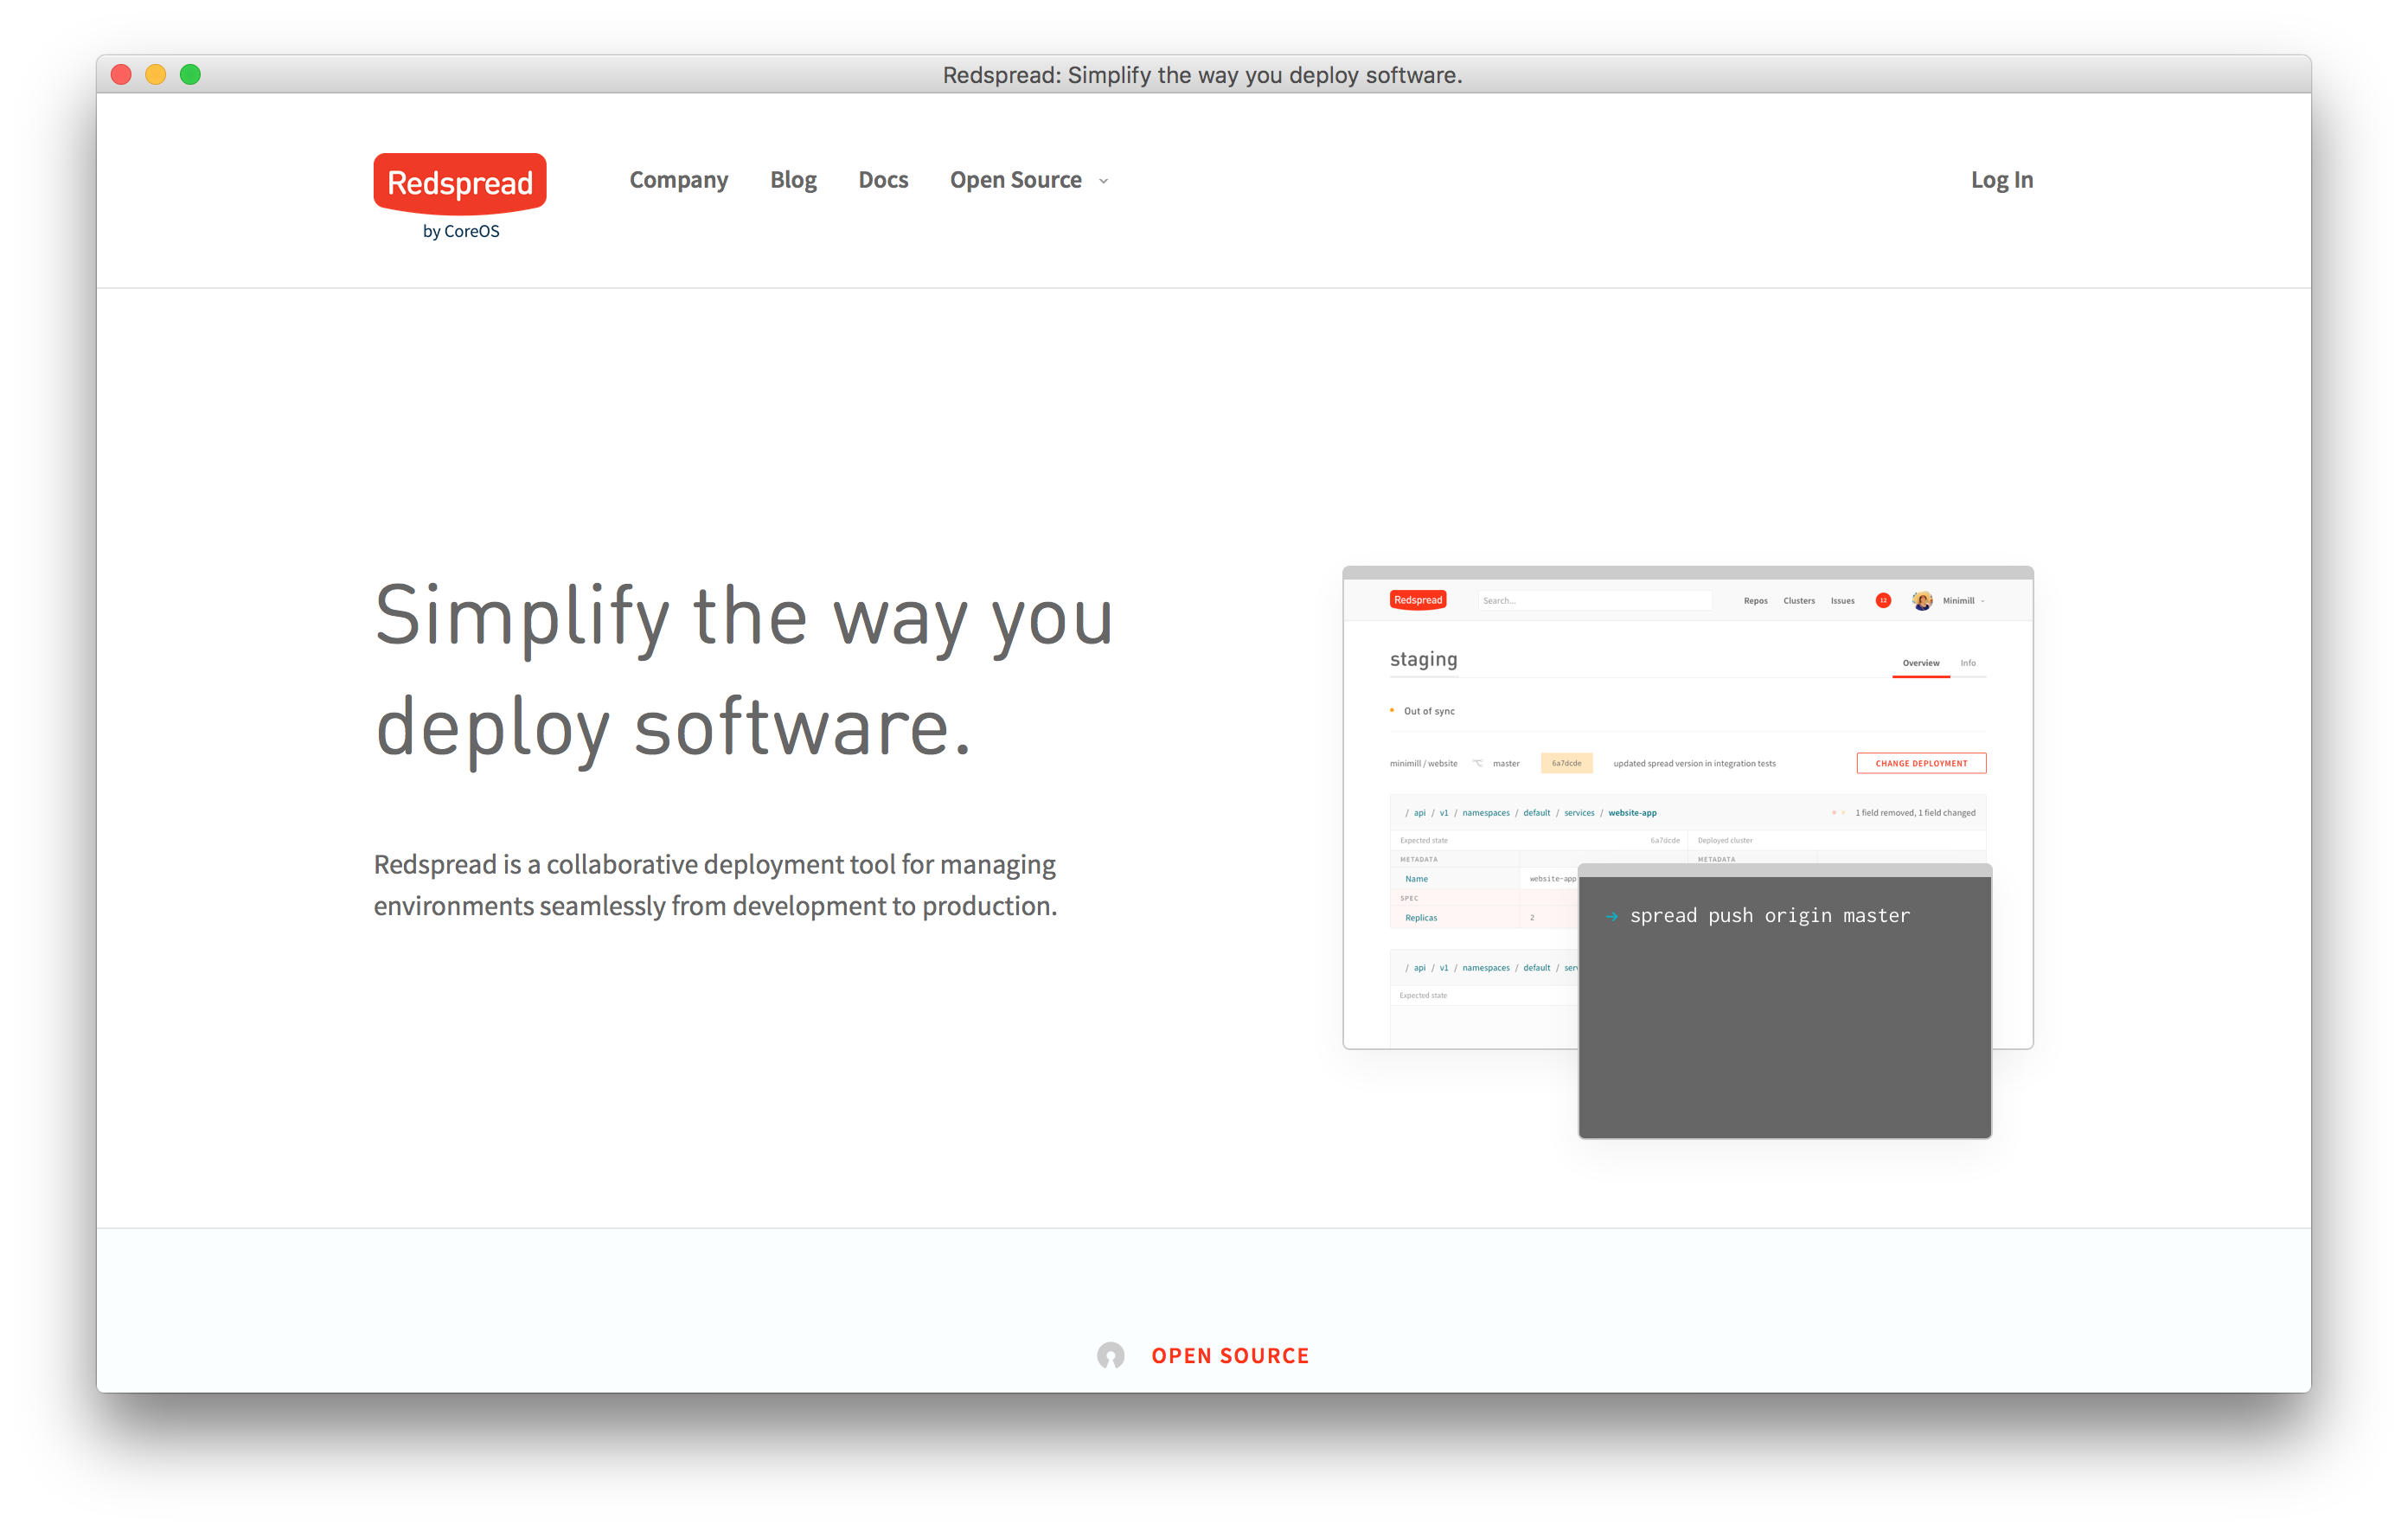 Redspread: Simplify the way you deploy software.
Redspread
by CoreOS
Company Blog Docs Open Source
Log In
Simplify the way you
deploy software.
Redspread is a collaborative deployment tool for managing
environments seamlessly from development to production.
Redspread Search... Repos Clusters Issues 12 Minimill
staging Overview Info
Out of sync
minimill / website master 6a7dcde updated spread version in integration tests CHANGE DEPLOYMENT
/ api / v1 / namespaces / default / services / website-app 1 field removed, 1 field changed
Expected state 6a7dcde Deployed cluster
METADATA METADATA
Name website-app
SPEC
Replicas 2
/ api / v1 / namespaces / default / serv
Expected state
→ spread push origin master
OPEN SOURCE